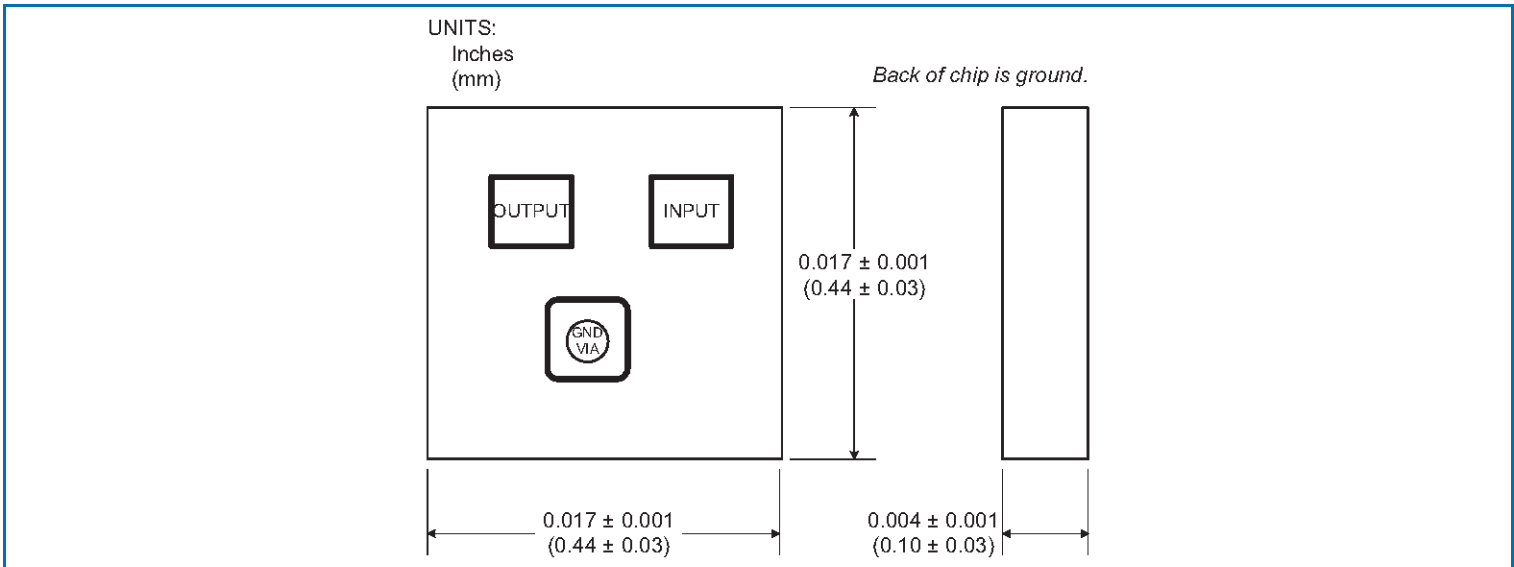 UNITS:
Inches
(mm)
Back of chip is ground.
OUTPUT
INPUT
GND
VIA
0.017 ± 0.001
(0.44 ± 0.03)
0.017 ± 0.001
(0.44 ± 0.03)
0.004 ± 0.001
(0.10 ± 0.03)